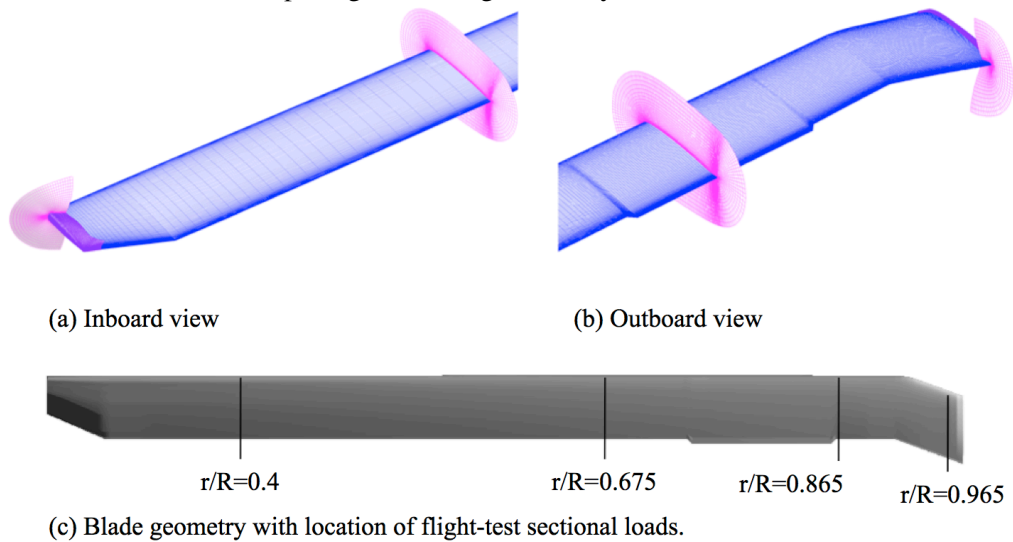 (a) Inboard view
(b) Outboard view
r/R=0.4
r/R=0.675
r/R=0.865
r/R=0.965
(c) Blade geometry with location of flight-test sectional loads.